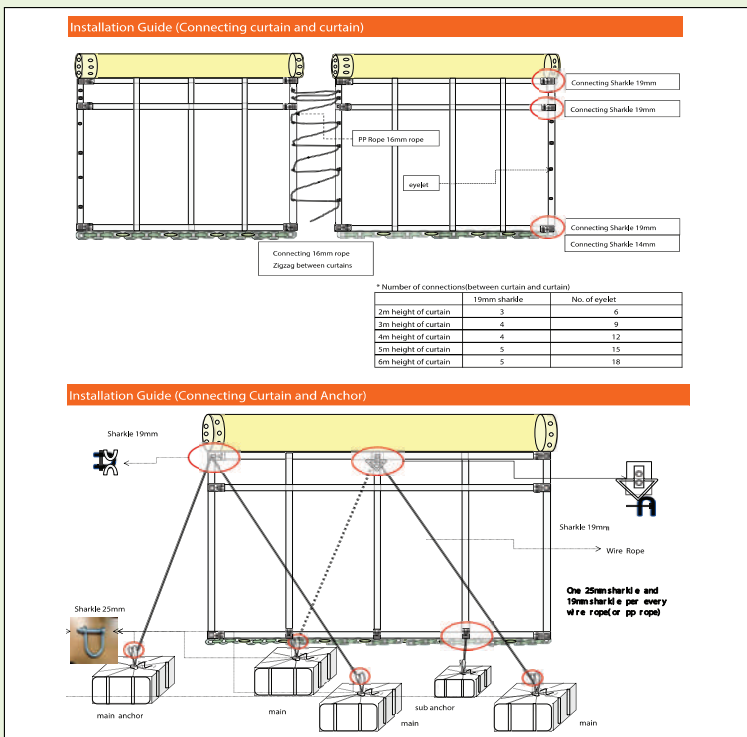 Installation Guide (Connecting curtain and curtain)
Connecting Sharkle 19mm
Connecting Sharkle 19mm
PP Rope 16mm rope
eyelet
Connecting Sharkle 19mm
Connecting Sharkle 14mm
Connecting 16mm rope
Zigzag between curtains
* Number of connections(between curtain and curtain)
19mm sharkle No. of eyelet
2m height of curtain 3 6
3m height of curtain 4 9
4m height of curtain 4 12
5m height of curtain 5 15
6m height of curtain 5 18
Installation Guide (Connecting Curtain and Anchor)
Sharkle 19mm
Sharkle 19mm
Wire Rope
One 25mm sharkle and
19mm sharkle per every
wire rope(or pp rope)
Sharkle 25mm
main anchor
main
main
sub anchor
main